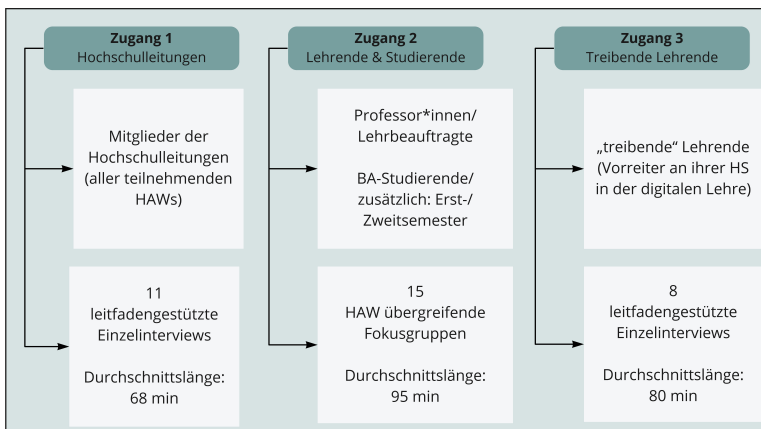 Zugang 1
Hochschulleitungen
Mitglieder der
Hochschulleitungen
(aller teilnehmenden
HAWs)
11
leitfadengestützte
Einzelinterviews
Durchschnittslänge:
68 min
Zugang 2
Lehrende & Studierende
Professor*innen/
Lehrbeauftragte
BA-Studierende/
zusätzlich: Erst-/
Zweitsemester
15
HAW übergreifende
Fokusgruppen
Durchschnittslänge:
95 min
Zugang 3
Treibende Lehrende
„treibende“ Lehrende
(Vorreiter an ihrer HS
in der digitalen Lehre)
8
leitfadengestützte
Einzelinterviews
Durchschnittslänge:
80 min